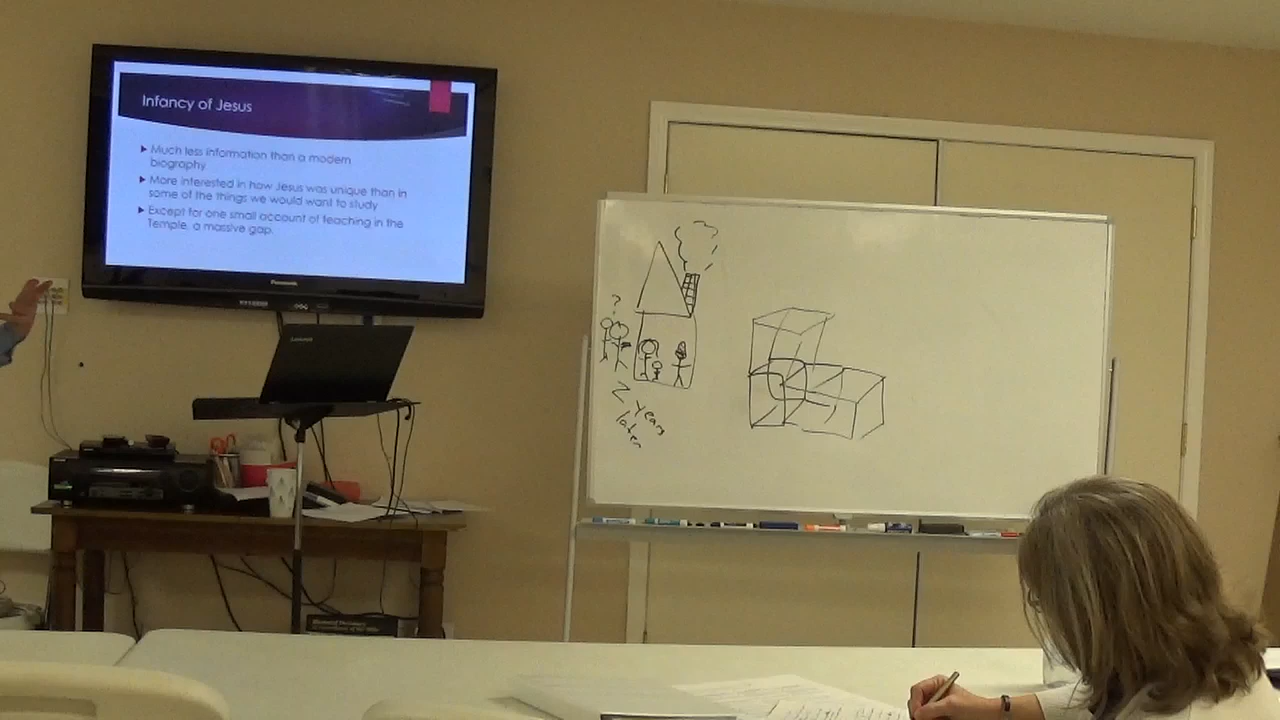 Infancy of Jesus
Much less information than a modern
biography
More interested in how Jesus was unique than in
some of the things we would want to study
Except for one small account of teaching in the
Temple, a massive gap.
Panasonic
Lenovo
?
2 years
later